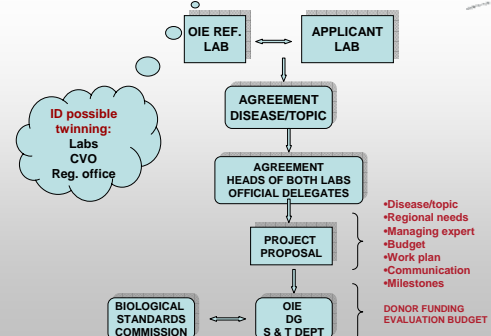 OIE REF.
LAB
APPLICANT
LAB
ID possible
twinning:
Labs
CVO
Reg. office
AGREEMENT
DISEASE/TOPIC
AGREEMENT
HEADS OF BOTH LABS
OFFICIAL DELEGATES
PROJECT
PROPOSAL
•Disease/topic
•Regional needs
•Managing expert
•Budget
•Work plan
•Communication
•Milestones
BIOLOGICAL
STANDARDS
COMMISSION
OIE
DG
S & T DEPT
DONOR FUNDING
EVALUATION BUDGET